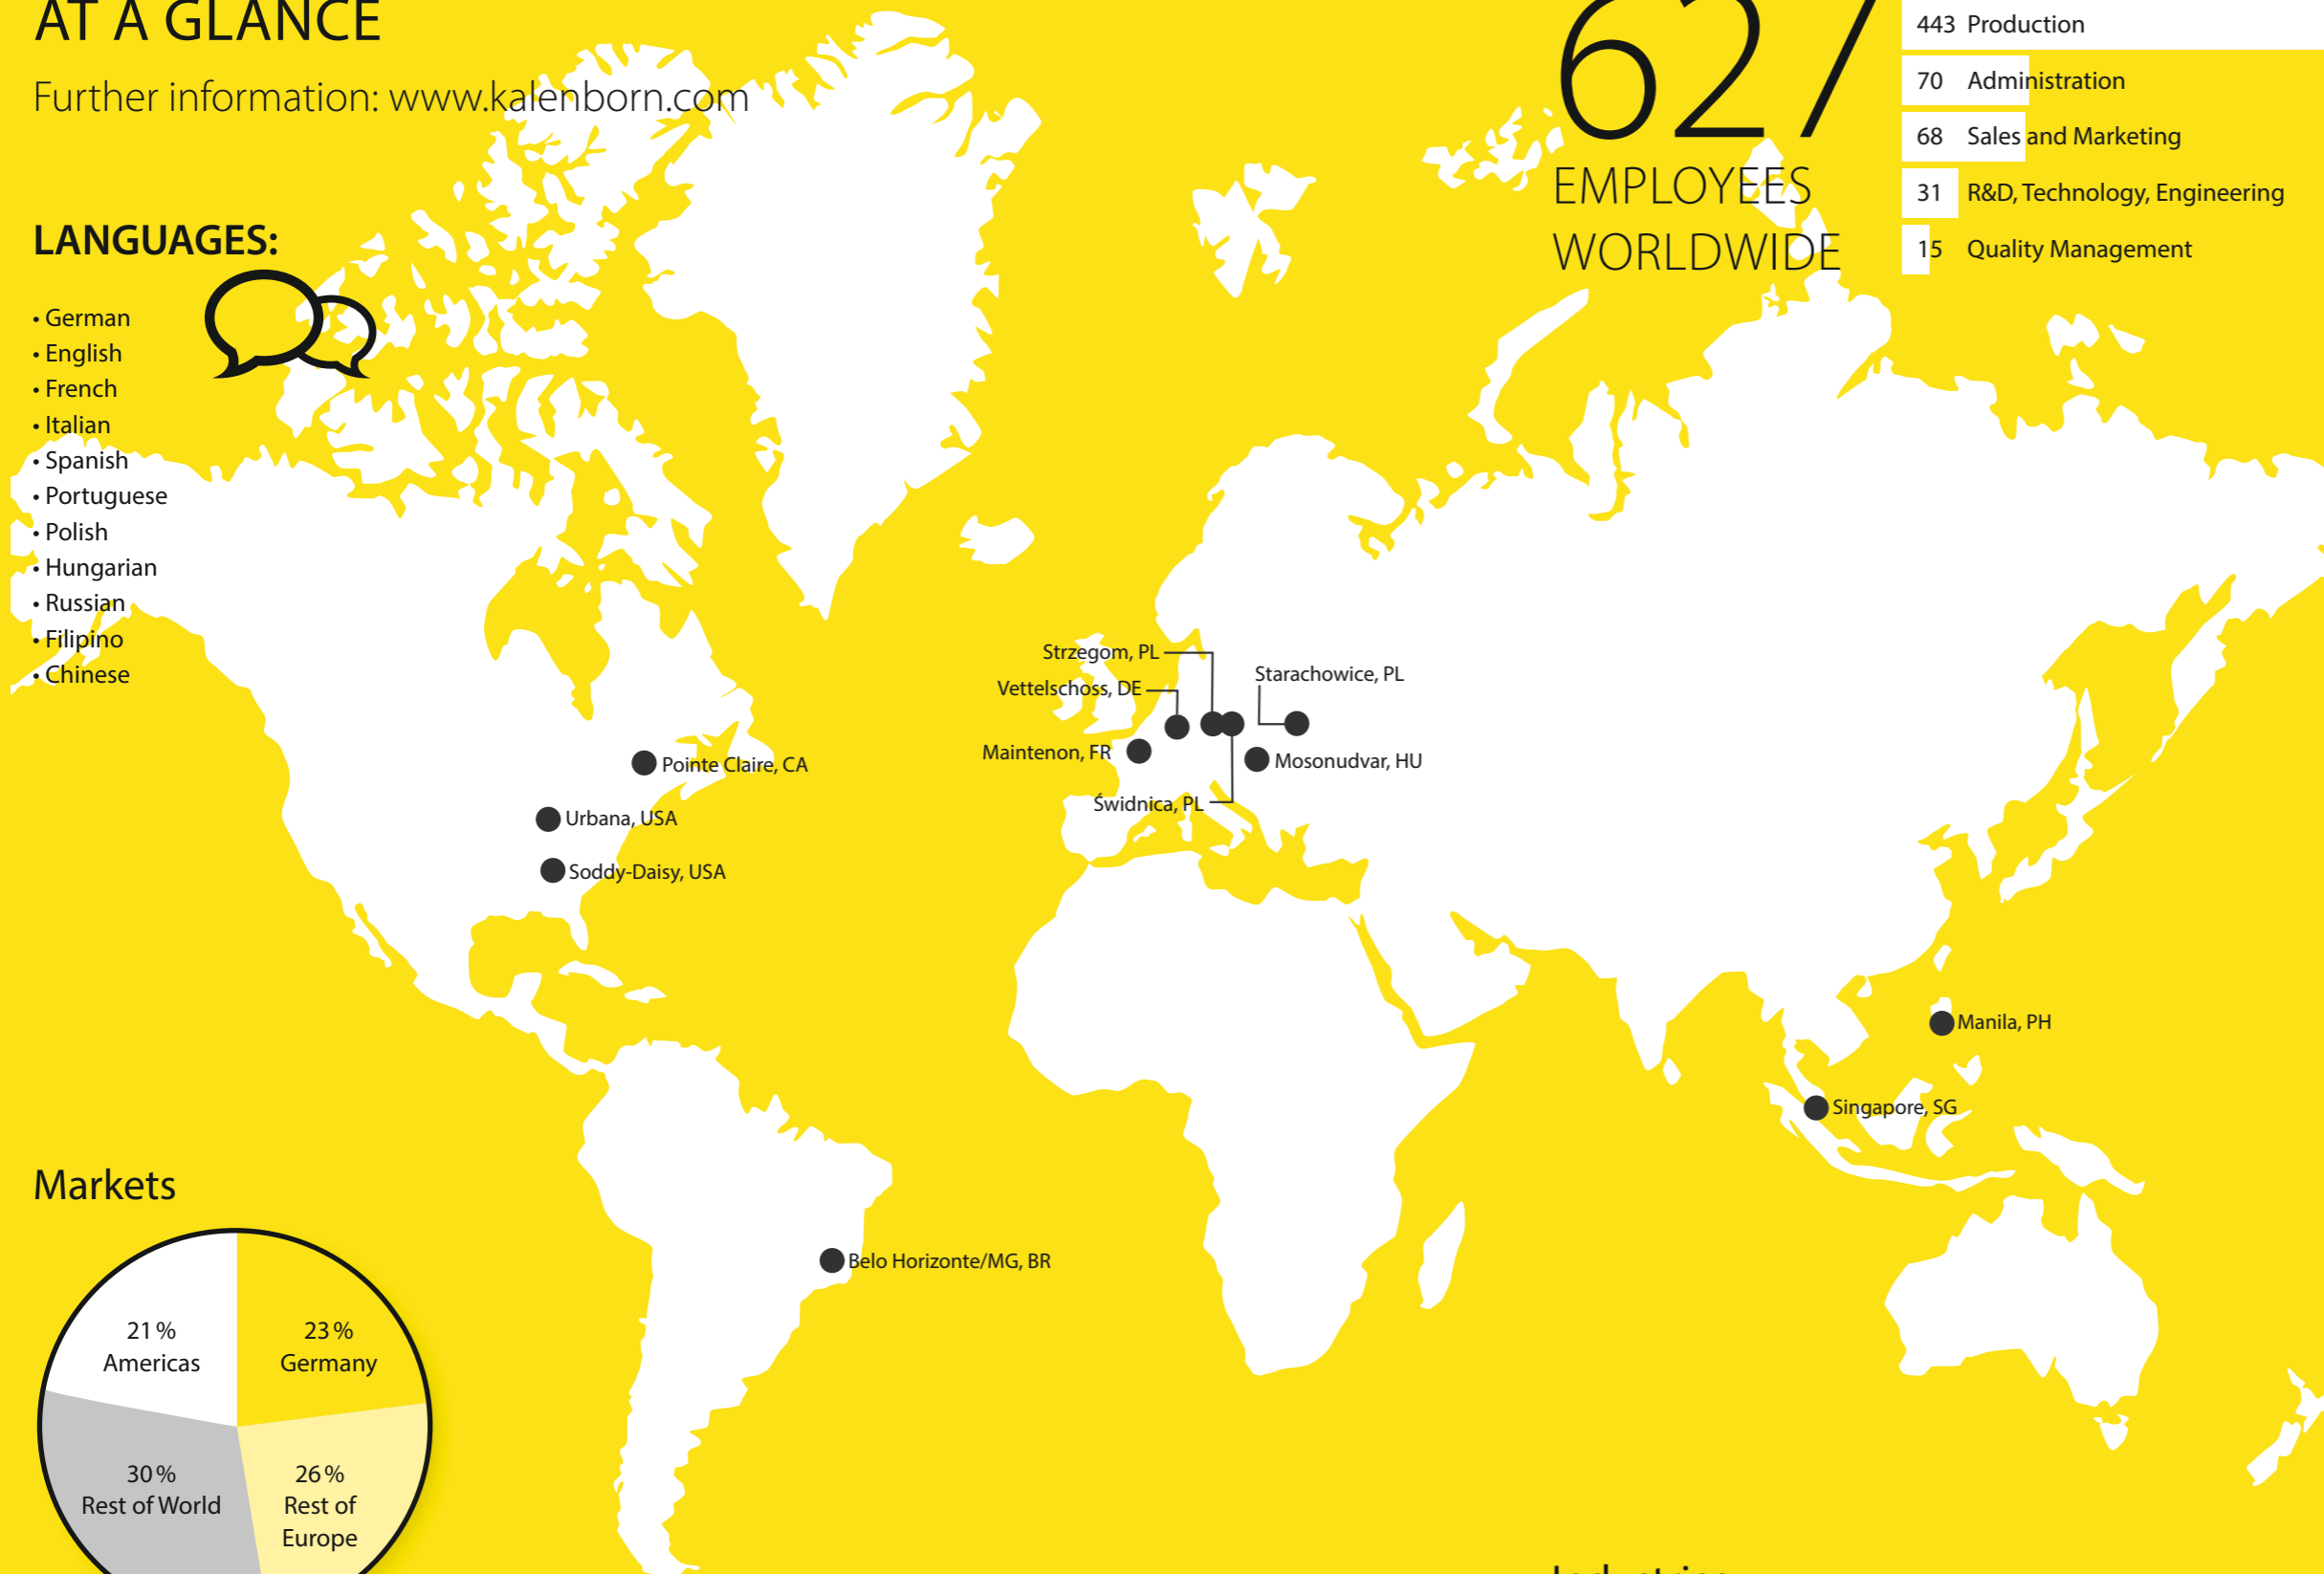 AT A GLANCE
Further information: www.kalenborn.com
LANGUAGES:
• German
• English
• French
• Italian
• Spanish
• Portuguese
• Polish
• Hungarian
• Russian
• Filipino
• Chinese
627
EMPLOYEES
WORLDWIDE
443 Production
70 Administration
68 Sales and Marketing
31 R&D, Technology, Engineering
15 Quality Management
Strzegom, PL
Starachowice, PL
Vettelschoss, DE
Maintenon, FR
Mosonudvar, HU
Świdnica, PL
Pointe Claire, CA
Urbana, USA
Soddy-Daisy, USA
Manila, PH
Singapore, SG
Belo Horizonte/MG, BR
Markets
21 %
Americas
23 %
Germany
30 %
Rest of World
26 %
Rest of
Europe